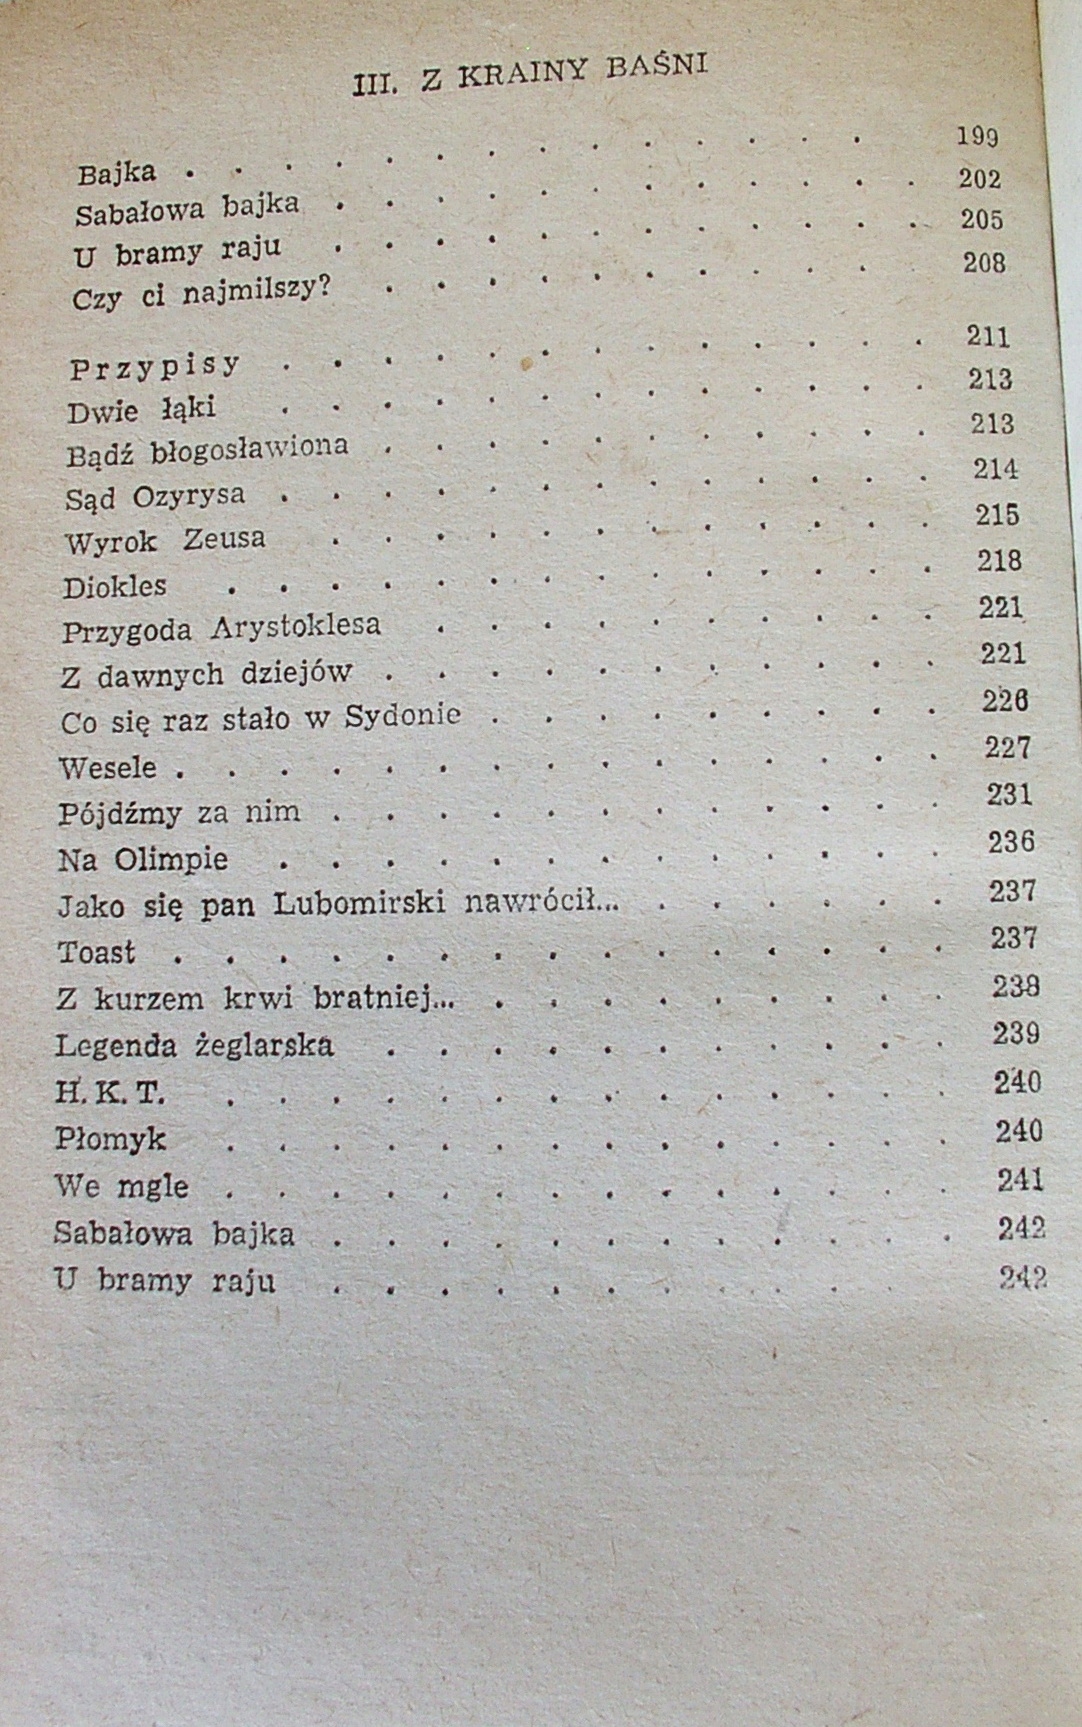 III. Z KRAINY BAŚNI
Bajka . . . . . . . . . . . . . . 199
Sabałowa bajka . . . . . . . . . . . . 202
U bramy raju . . . . . . . . . . . . 205
Czy ci najmilszy? . . . . . . . . . . 208
Przypisy . . . . . . . . . . . . . 211
Dwie łąki . . . . . . . . . . . . . 213
Bądź błogosławiona . . . . . . . . . . . 213
Sąd Ozyrysa . . . . . . . . . . . . . 214
Wyrok Zeusa . . . . . . . . . . . . 215
Diokles . . . . . . . . . . . . . . 218
Przygoda Arystoklesa . . . . . . . . . . 221
Z dawnych dziejów . . . . . . . . . . . 221
Co się raz stało w Sydonie . . . . . . . . . 226
Wesele . . . . . . . . . . . . . . . 227
Pójdźmy za nim . . . . . . . . . . . . 231
Na Olimpie . . . . . . . . . . . . . 236
Jako się pan Lubomirski nawrócił... . . . . . . 237
Toast . . . . . . . . . . . . . . . 237
Z kurzem krwi bratniej... . . . . . . . . . 238
Legenda żeglarska . . . . . . . . . . . 239
H. K. T. . . . . . . . . . . . . . . 240
Płomyk . . . . . . . . . . . . . . 240
We mgle . . . . . . . . . . . . . . 241
Sabałowa bajka . . . . . . . . . . . . 242
U bramy raju . . . . . . . . . . . 242